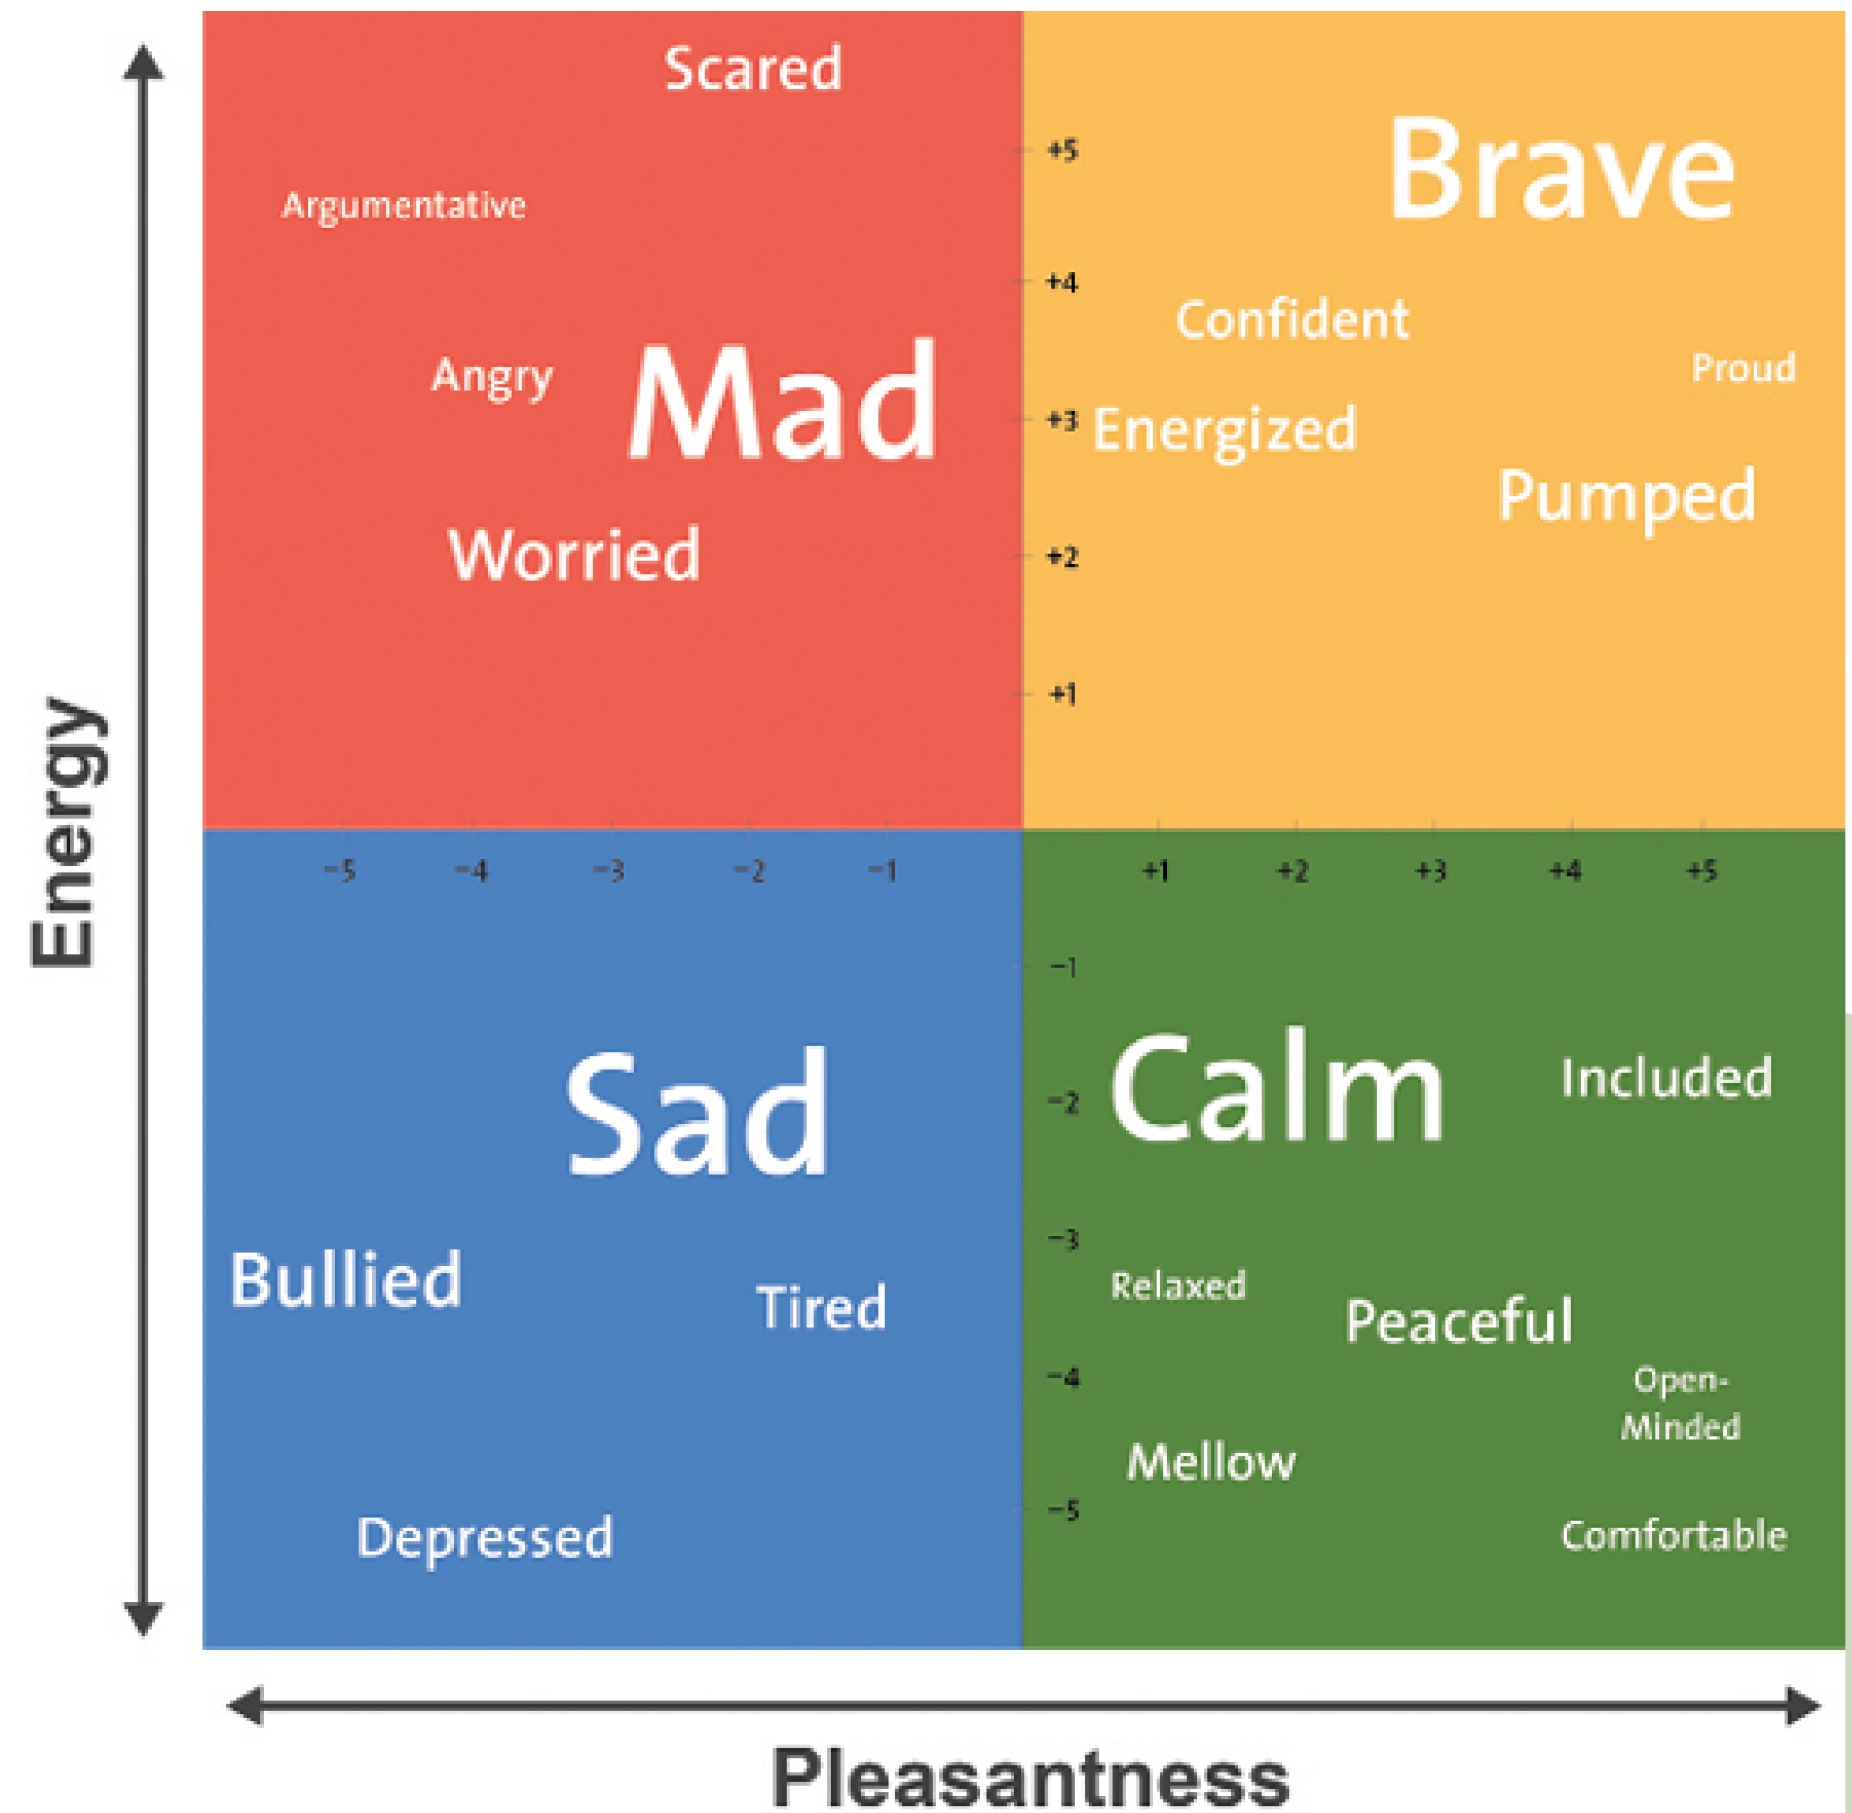 Scared
+5
Brave
Argumentative
+4
Confident
Angry
Mad
Proud
+3
Energized
Pumped
Worried
+2
+1
Energy
−5 −4 −3 −2 −1 +1 +2 +3 +4 +5
−1
Sad
Calm
Included
−2
−3
Bullied
Tired
Relaxed
Peaceful
−4
Open-
Minded
Mellow
−5
Depressed
Comfortable
Pleasantness